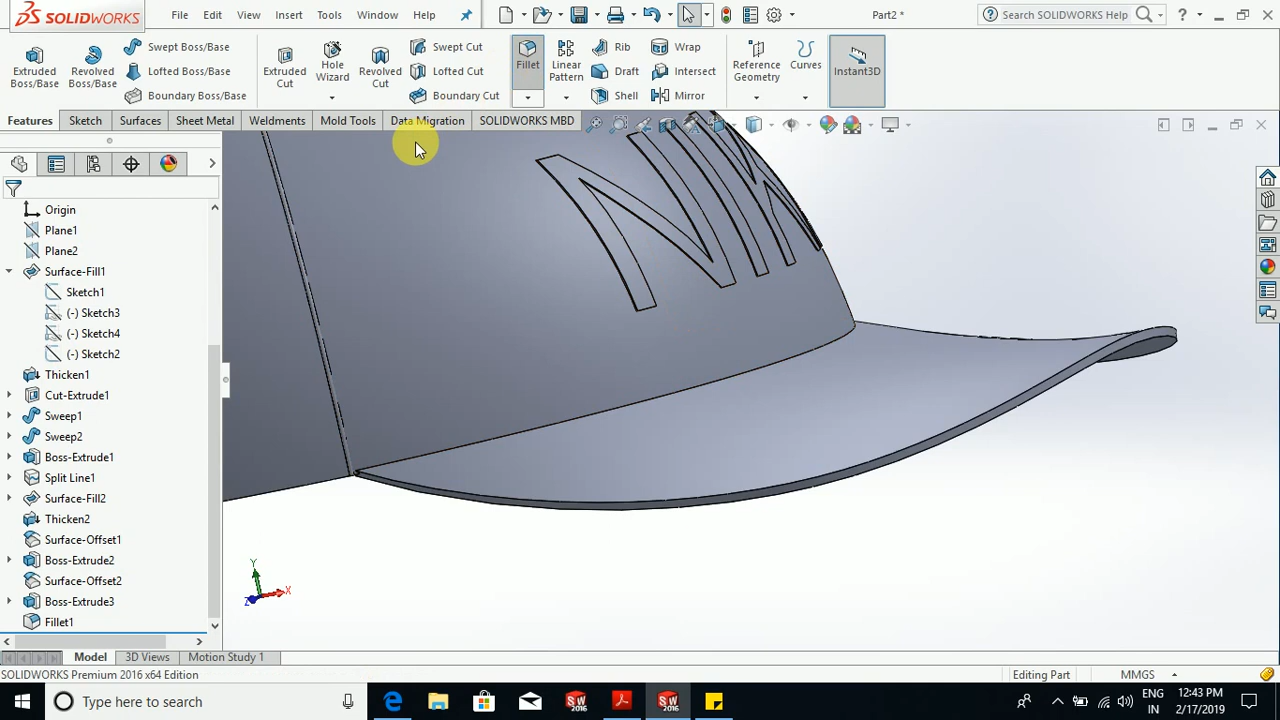 SOLIDWORKS File Edit View Insert Tools Window Help Part2 * Search SOLIDWORKS Help ?
Extruded Boss/Base Revolved Boss/Base Swept Boss/Base Lofted Boss/Base Boundary Boss/Base
Extruded Cut Hole Wizard Revolved Cut Swept Cut Lofted Cut Boundary Cut
Fillet Linear Pattern Rib Draft Shell Wrap Intersect Mirror
Reference Geometry Curves Instant3D
Features Sketch Surfaces Sheet Metal Weldments Mold Tools Data Migration SOLIDWORKS MBD
Origin
Plane1
Plane2
Surface-Fill1
Sketch1
(-) Sketch3
(-) Sketch4
(-) Sketch2
Thicken1
Cut-Extrude1
Sweep1
Sweep2
Boss-Extrude1
Split Line1
Surface-Fill2
Thicken2
Surface-Offset1
Boss-Extrude2
Surface-Offset2
Boss-Extrude3
Fillet1
Y
X
Z
Model 3D Views Motion Study 1
SOLIDWORKS Premium 2016 x64 Edition Editing Part MMGS
Type here to search ENG 12:43 PM
IN 2/17/2019